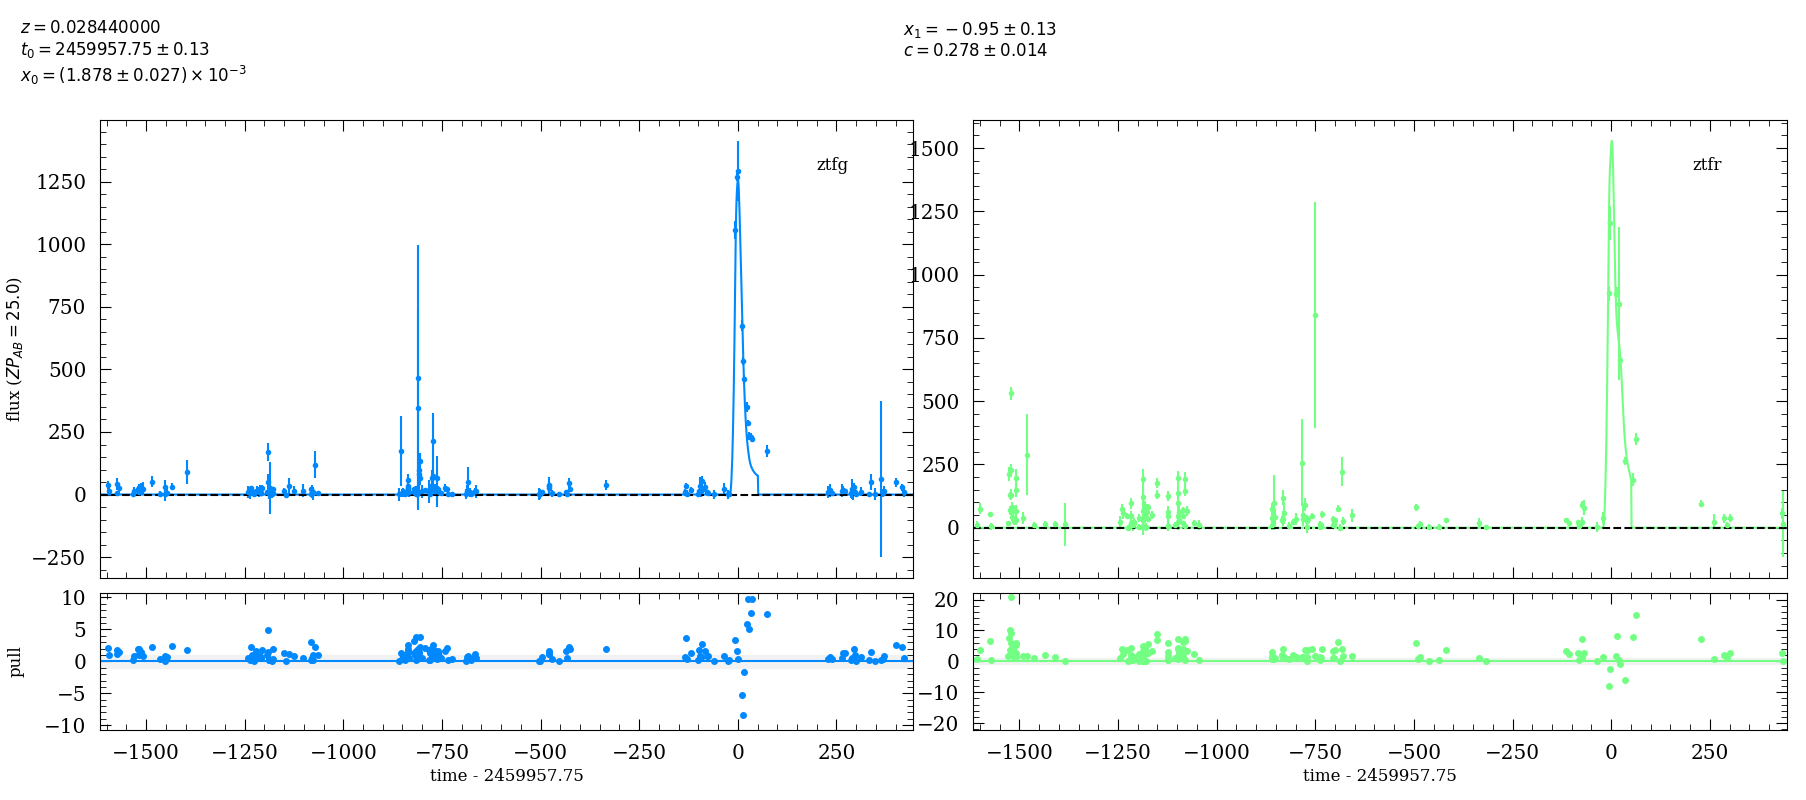 z = 0.028440000
t₀ = 2459957.75 ± 0.13
x₀ = (1.878 ± 0.027) × 10⁻³
x₁ = −0.95 ± 0.13
c = 0.278 ± 0.014
ztfg
flux (ZP_AB = 25.0)
1250
1000
750
500
250
0
−250
ztfr
1500
1250
1000
750
500
250
0
pull
10
5
0
−5
−10
−1500 −1250 −1000 −750 −500 −250 0 250
time - 2459957.75
20
10
0
−10
−20
−1500 −1250 −1000 −750 −500 −250 0 250
time - 2459957.75